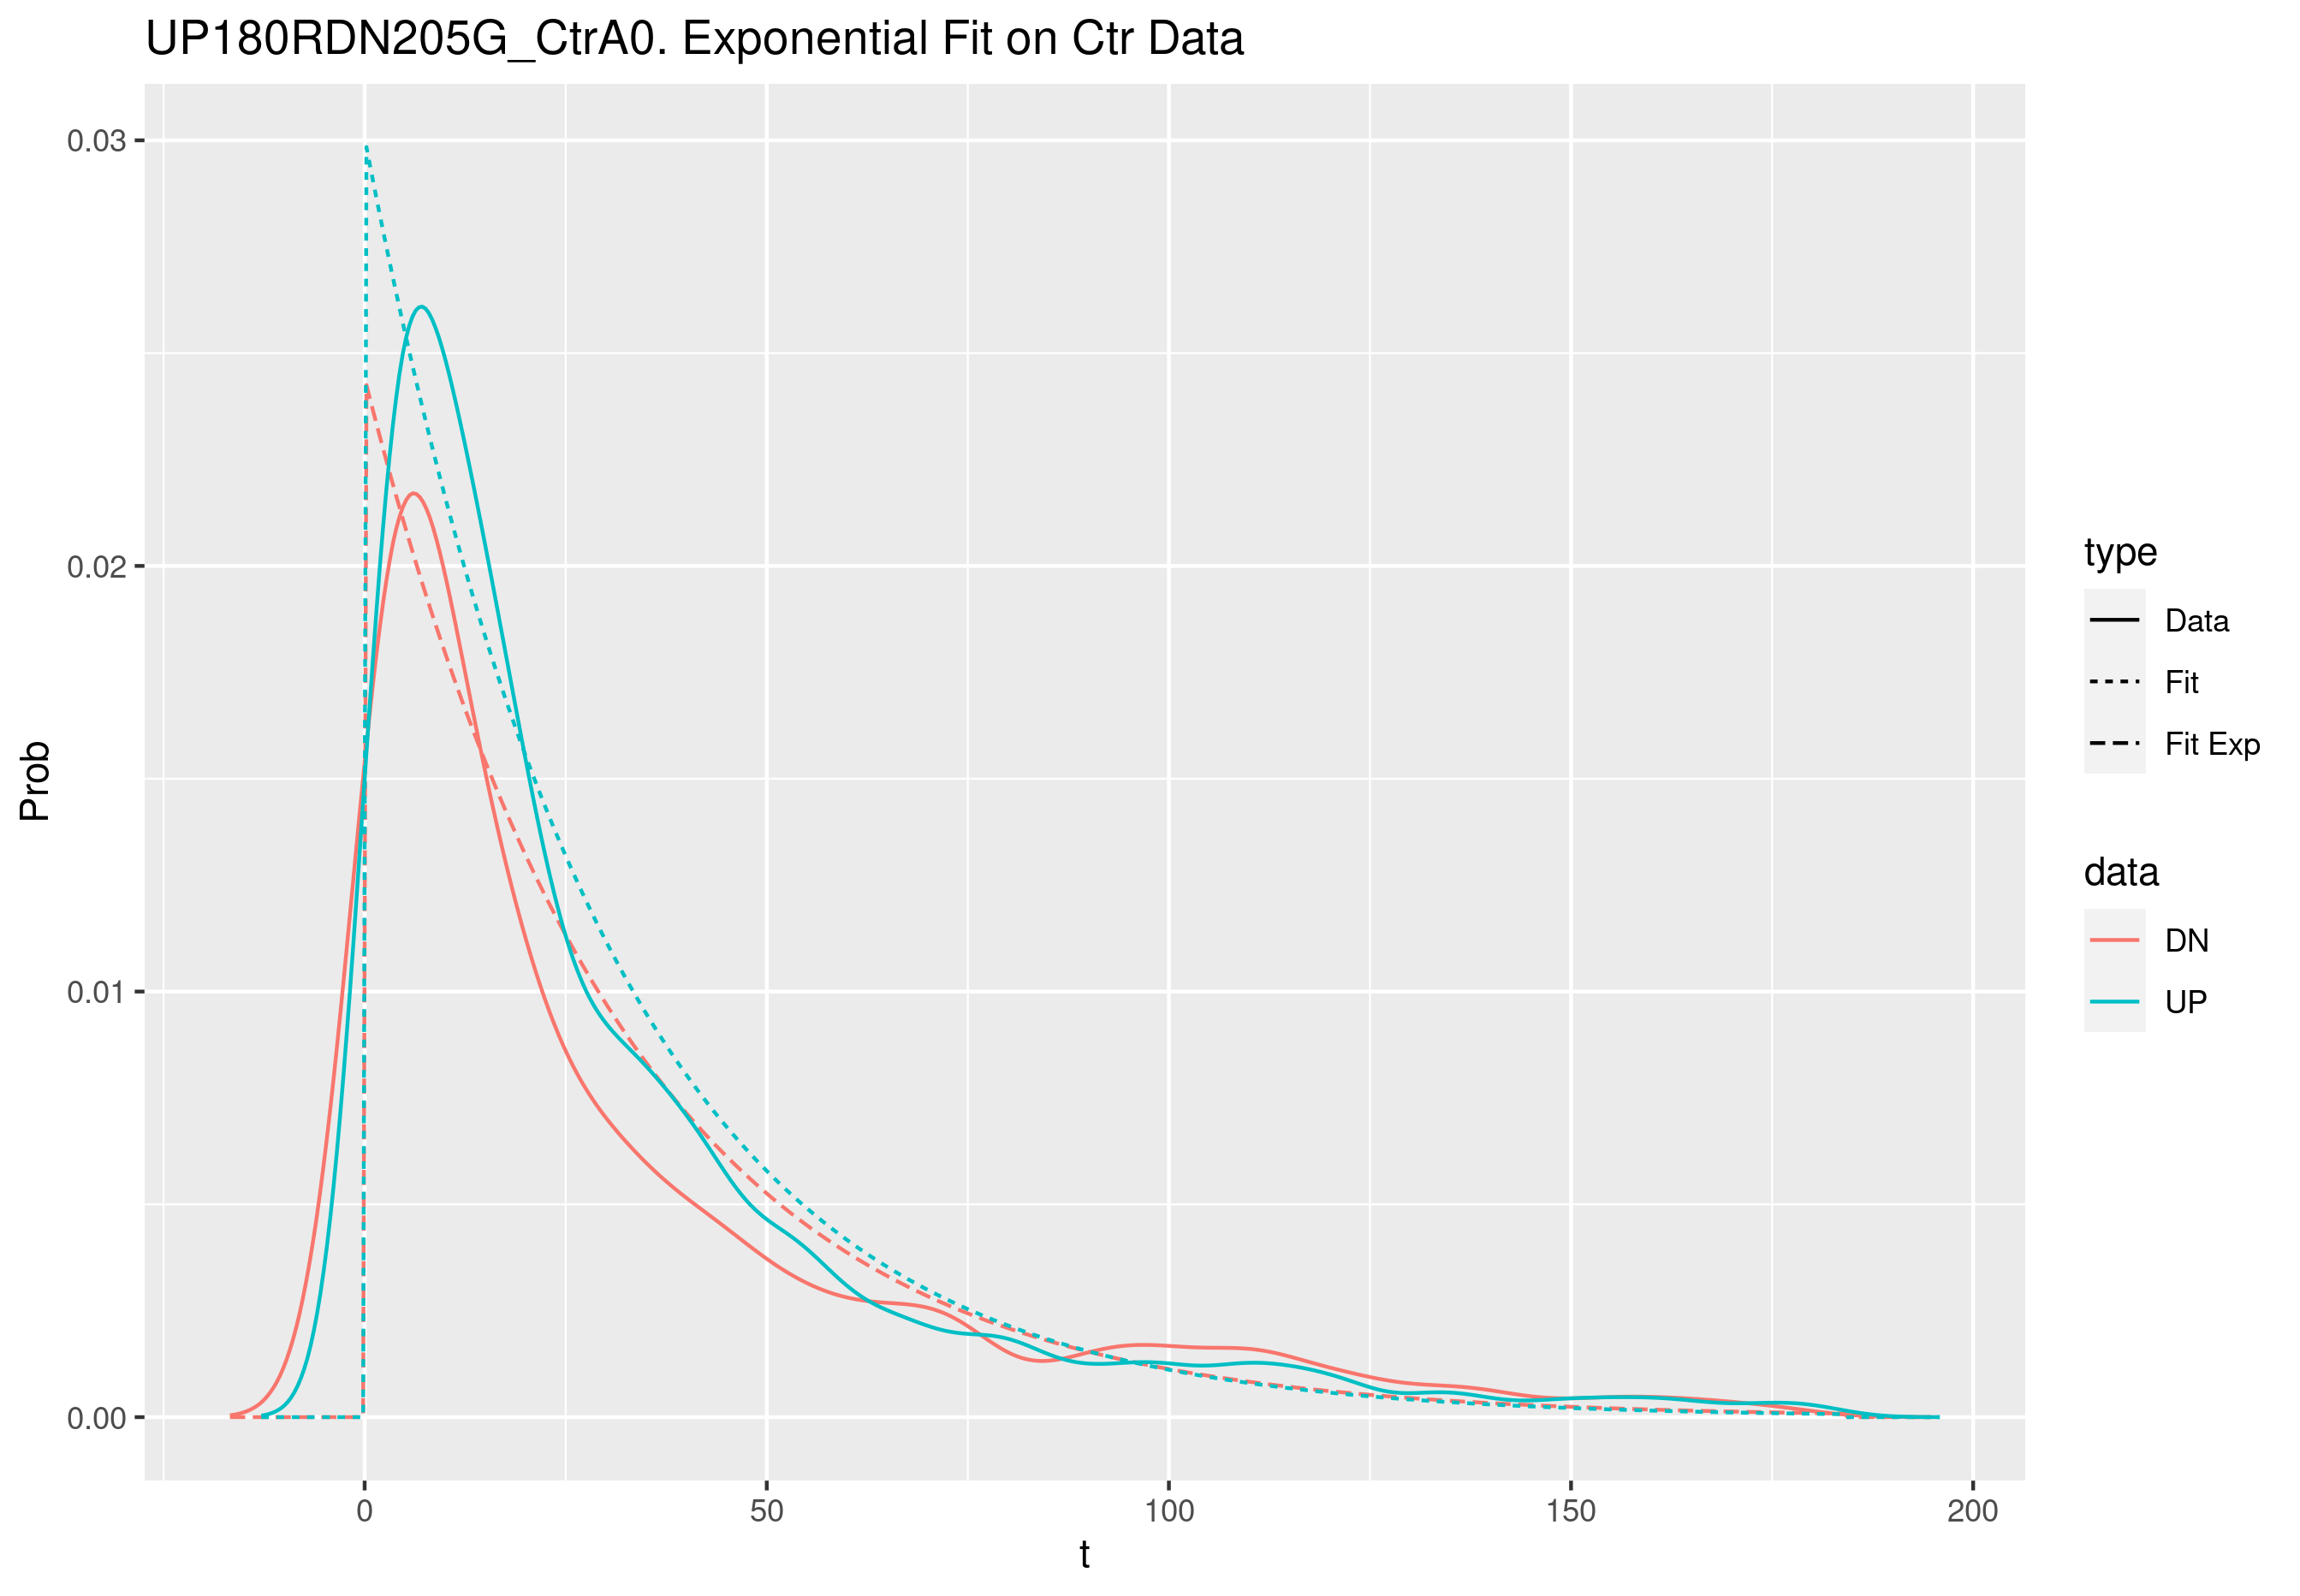 UP180RDN205G_CtrA0. Exponential Fit on Ctr Data
Prob
0.03
0.02
0.01
0.00
0
50
100
150
200
t
type
Data
Fit
Fit Exp
data
DN
UP